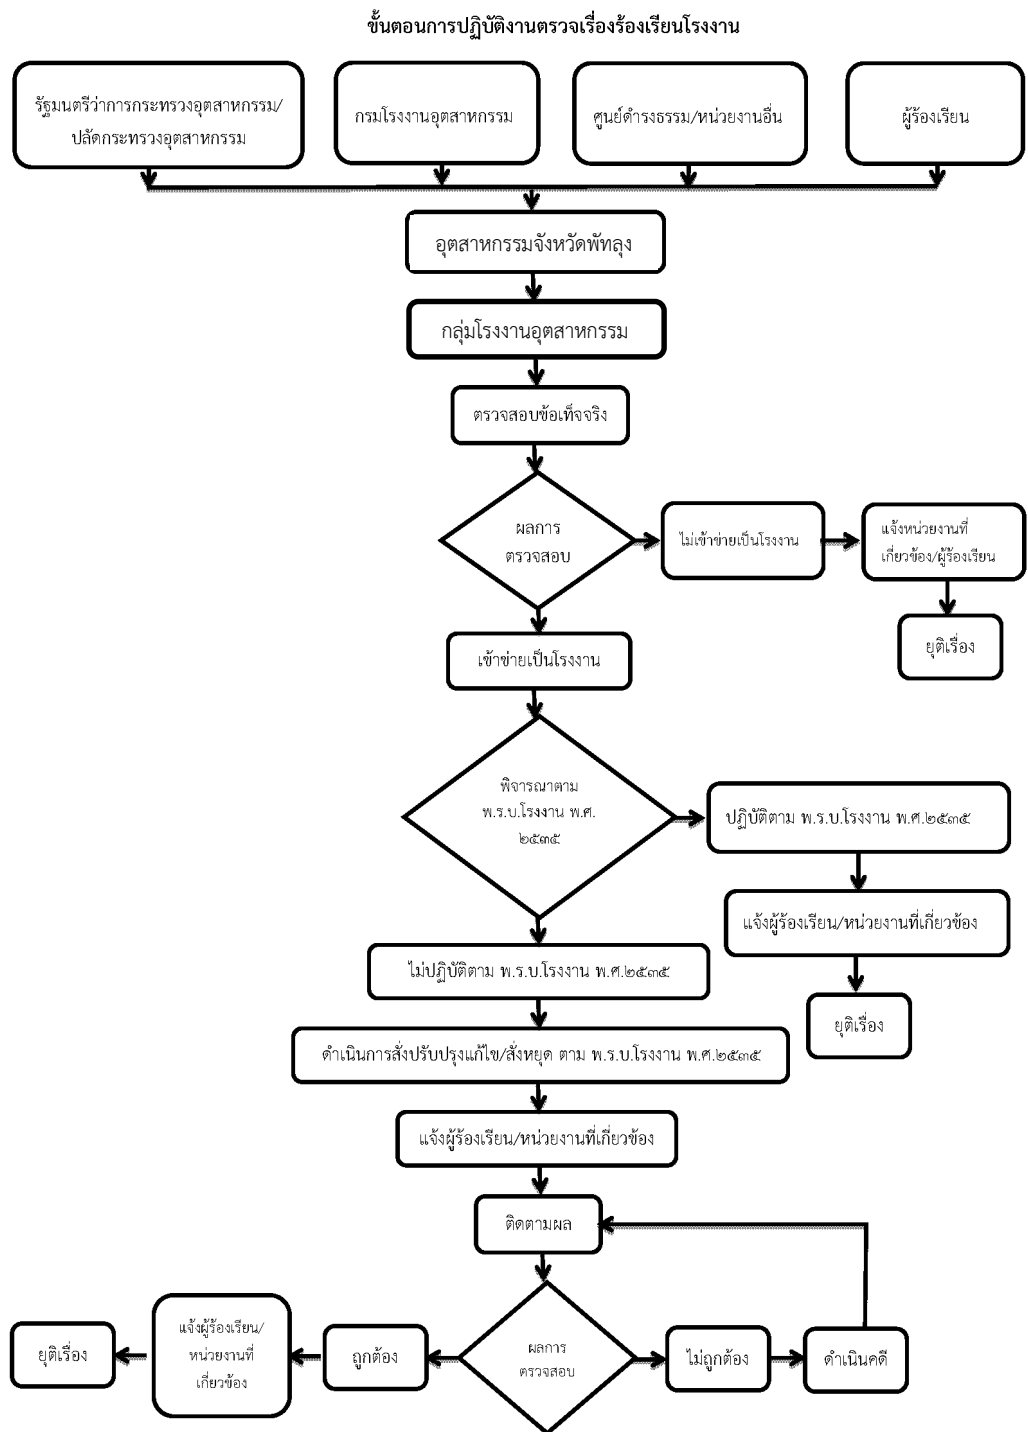 ขั้นตอนการปฏิบัติงานตรวจเรื่องร้องเรียนโรงงาน
รัฐมนตรีว่าการกระทรวงอุตสาหกรรม/
ปลัดกระทรวงอุตสาหกรรม
กรมโรงงานอุตสาหกรรม
ศูนย์ดำรงธรรม/หน่วยงานอื่น
ผู้ร้องเรียน
อุตสาหกรรมจังหวัดพัทลุง
กลุ่มโรงงานอุตสาหกรรม
ตรวจสอบข้อเท็จจริง
ผลการ
ตรวจสอบ
ไม่เข้าข่ายเป็นโรงงาน
แจ้งหน่วยงานที่
เกี่ยวข้อง/ผู้ร้องเรียน
ยุติเรื่อง
เข้าข่ายเป็นโรงงาน
พิจารณาตาม
พ.ร.บ.โรงงาน พ.ศ.
๒๕๓๕
ปฏิบัติตาม พ.ร.บ.โรงงาน พ.ศ.๒๕๓๕
แจ้งผู้ร้องเรียน/หน่วยงานที่เกี่ยวข้อง
ยุติเรื่อง
ไม่ปฏิบัติตาม พ.ร.บ.โรงงาน พ.ศ.๒๕๓๕
ดำเนินการสั่งปรับปรุงแก้ไข/สั่งหยุด ตาม พ.ร.บ.โรงงาน พ.ศ.๒๕๓๕
แจ้งผู้ร้องเรียน/หน่วยงานที่เกี่ยวข้อง
ติดตามผล
ผลการ
ตรวจสอบ
ถูกต้อง
แจ้งผู้ร้องเรียน/
หน่วยงานที่
เกี่ยวข้อง
ยุติเรื่อง
ไม่ถูกต้อง
ดำเนินคดี